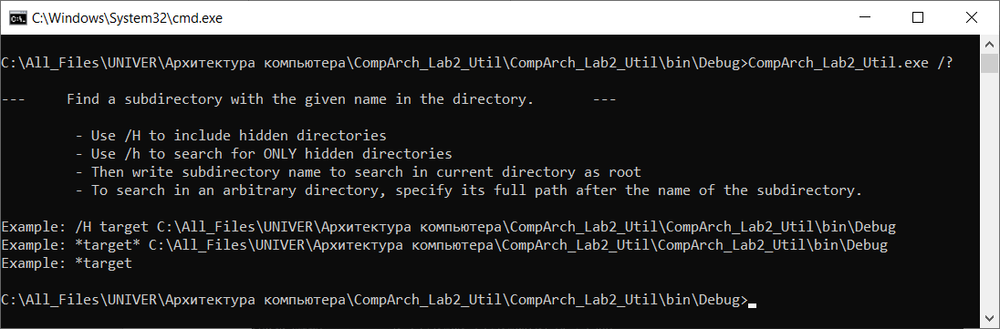 C:\Windows\System32\cmd.exe
C:\All_Files\UNIVER\Архитектура компьютера\CompArch_Lab2_Util\CompArch_Lab2_Util\bin\Debug>CompArch_Lab2_Util.exe /?
---     Find a subdirectory with the given name in the directory.       ---
- Use /H to include hidden directories
- Use /h to search for ONLY hidden directories
- Then write subdirectory name to search in current directory as root
- To search in an arbitrary directory, specify its full path after the name of the subdirectory.
Example: /H target C:\All_Files\UNIVER\Архитектура компьютера\CompArch_Lab2_Util\CompArch_Lab2_Util\bin\Debug
Example: *target* C:\All_Files\UNIVER\Архитектура компьютера\CompArch_Lab2_Util\CompArch_Lab2_Util\bin\Debug
Example: *target
C:\All_Files\UNIVER\Архитектура компьютера\CompArch_Lab2_Util\CompArch_Lab2_Util\bin\Debug>